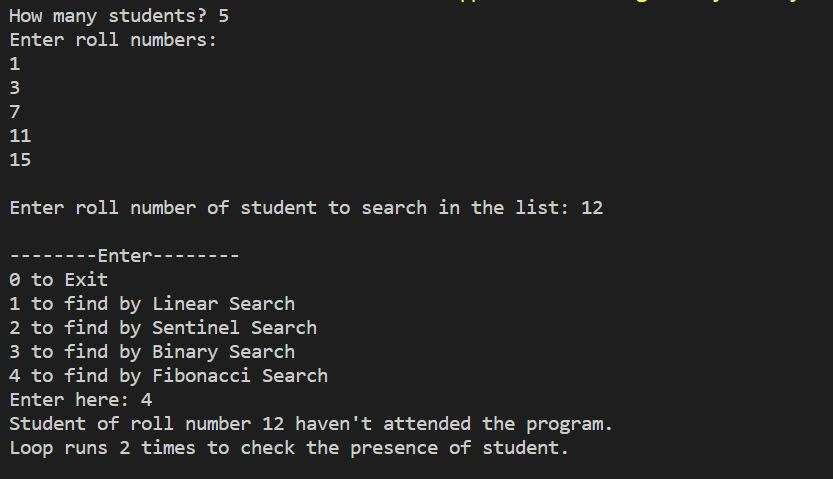 How many students? 5
Enter roll numbers:
1
3
7
11
15
Enter roll number of student to search in the list: 12
--------Enter--------
0 to Exit
1 to find by Linear Search
2 to find by Sentinel Search
3 to find by Binary Search
4 to find by Fibonacci Search
Enter here: 4
Student of roll number 12 haven't attended the program.
Loop runs 2 times to check the presence of student.